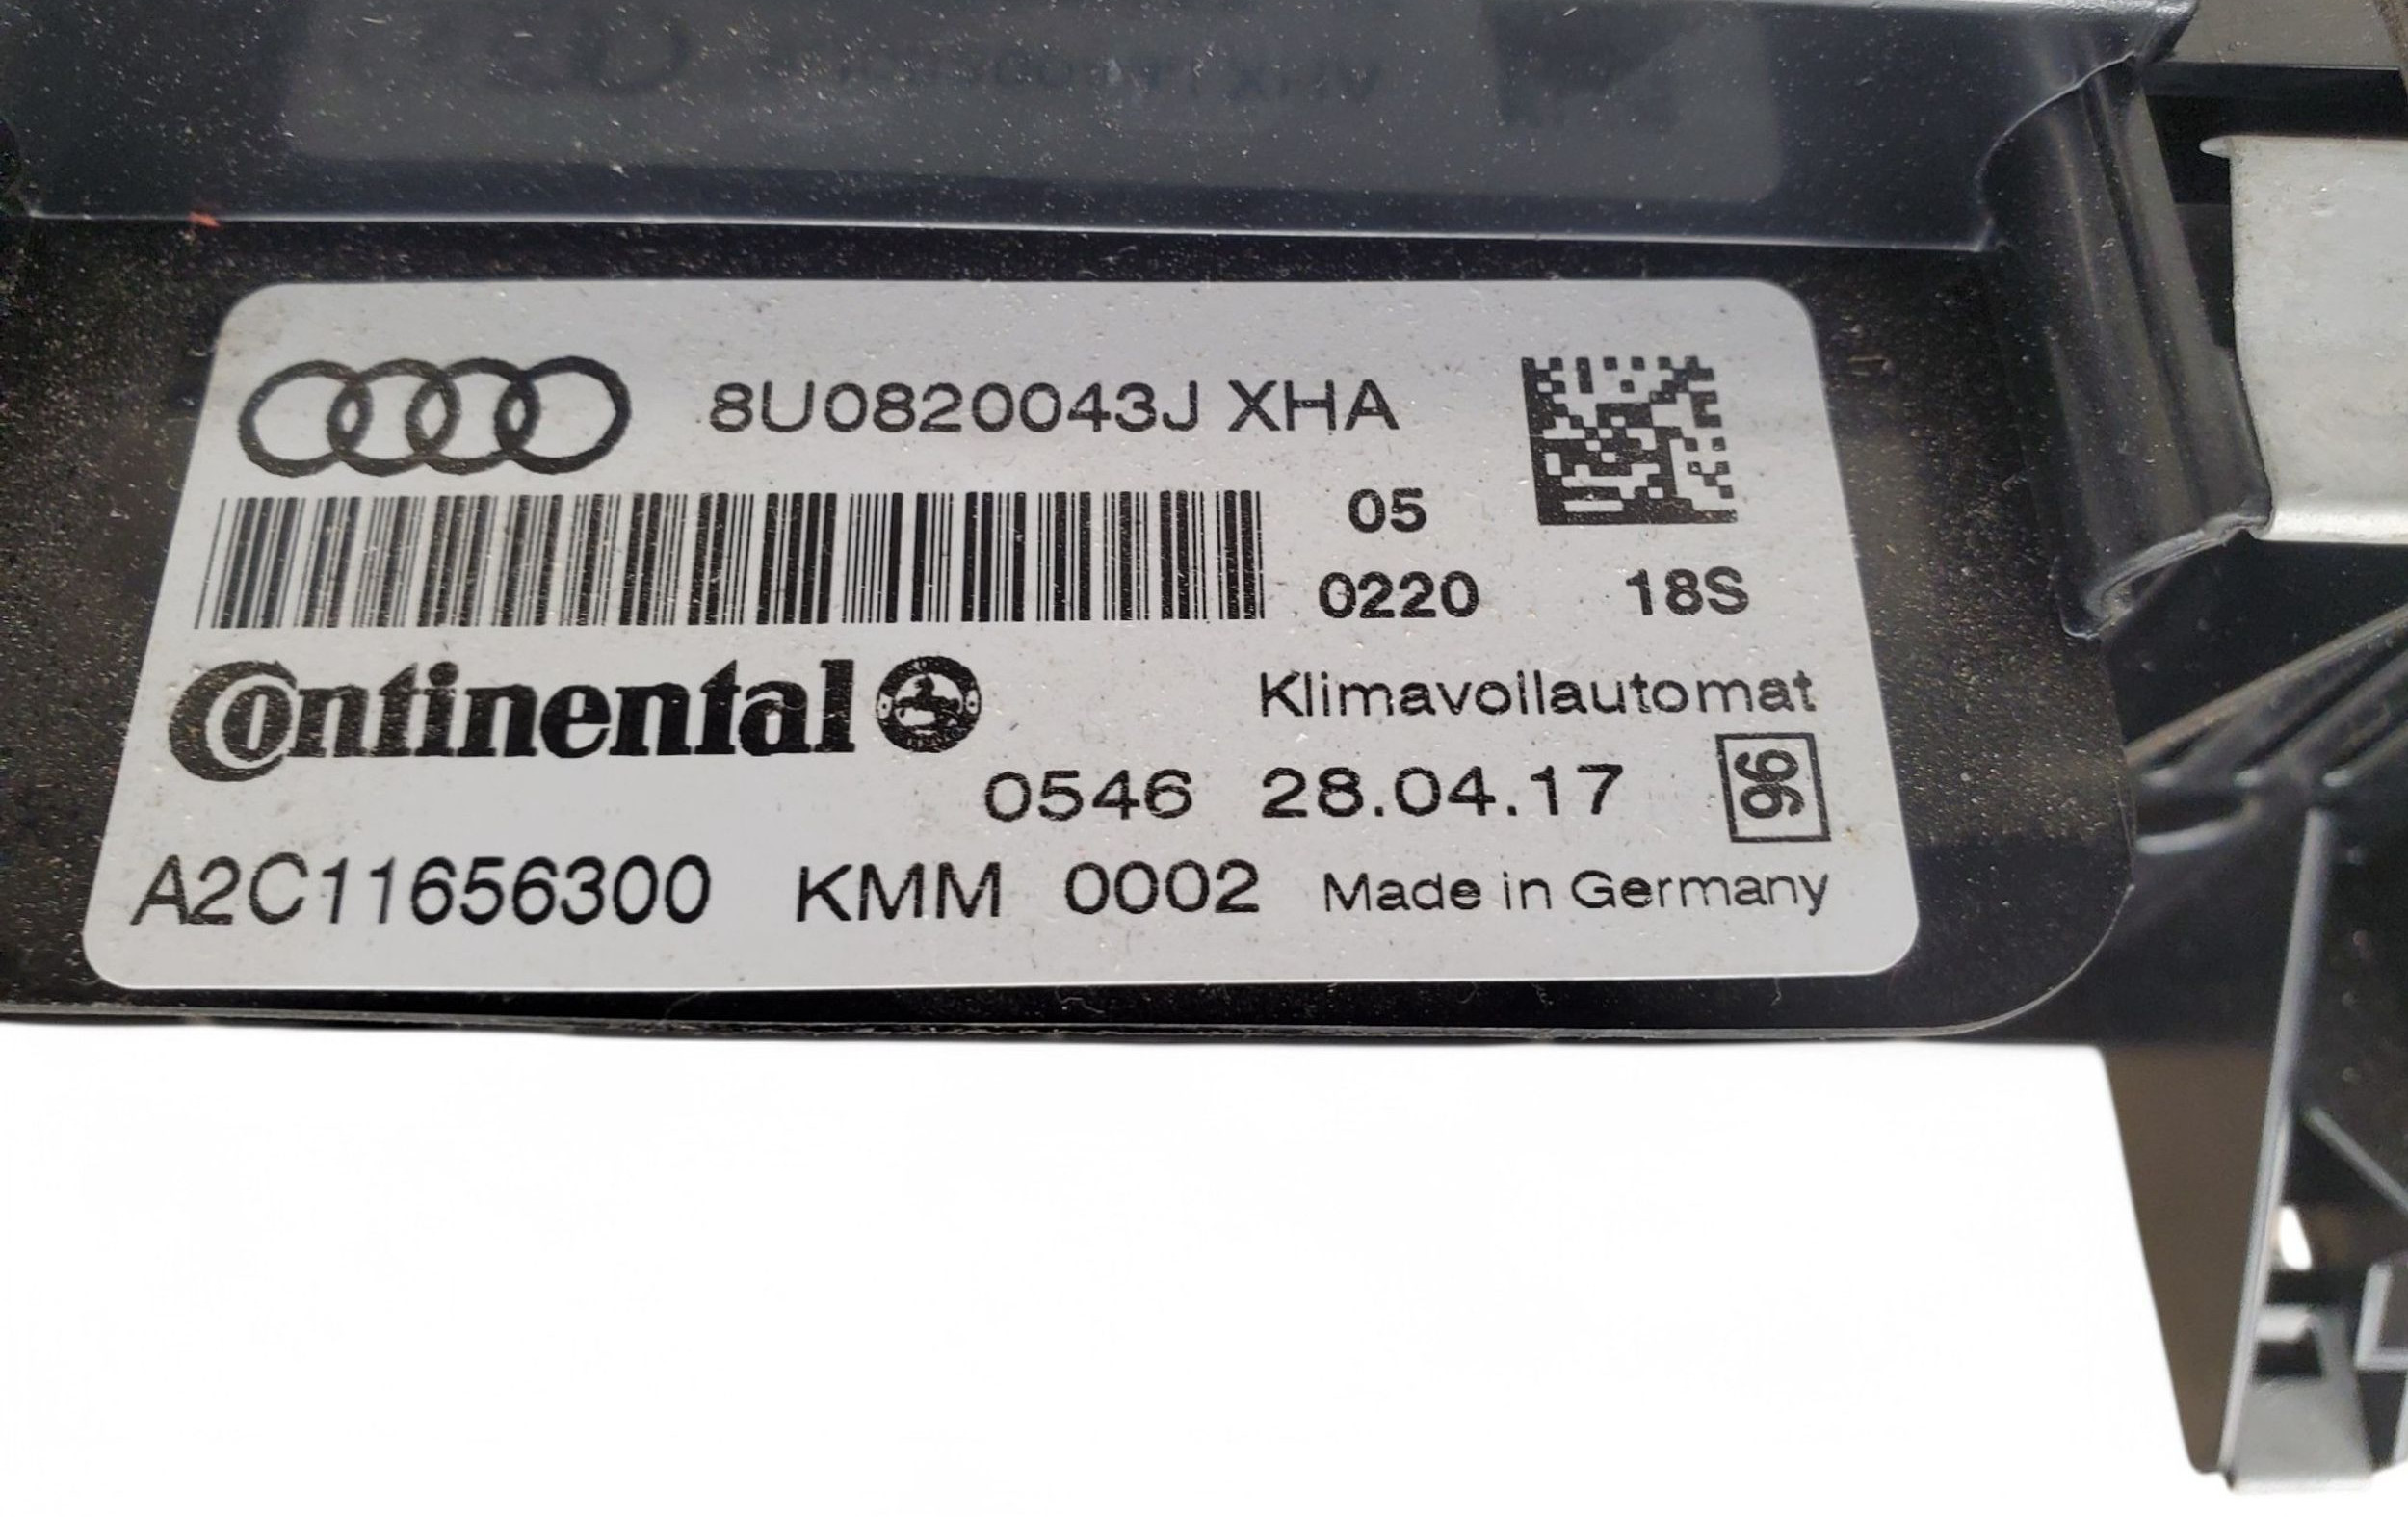 8U0820043J XHA
05
0220 18S
Continental
Klimavollautomat
0546 28.04.17 96
A2C11656300 KMM 0002 Made in Germany